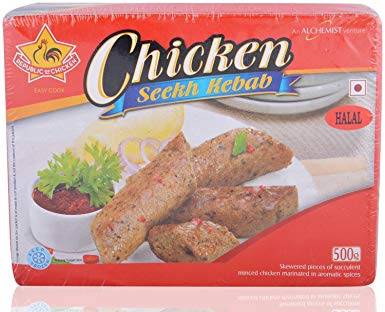 REPUBLIC OF CHICKEN
EASY COOK
An ALCHEMIST venture
Chicken
Seekh Kebab
HALAL
500g
Skewered pieces of succulent
minced chicken marinated in aromatic spices